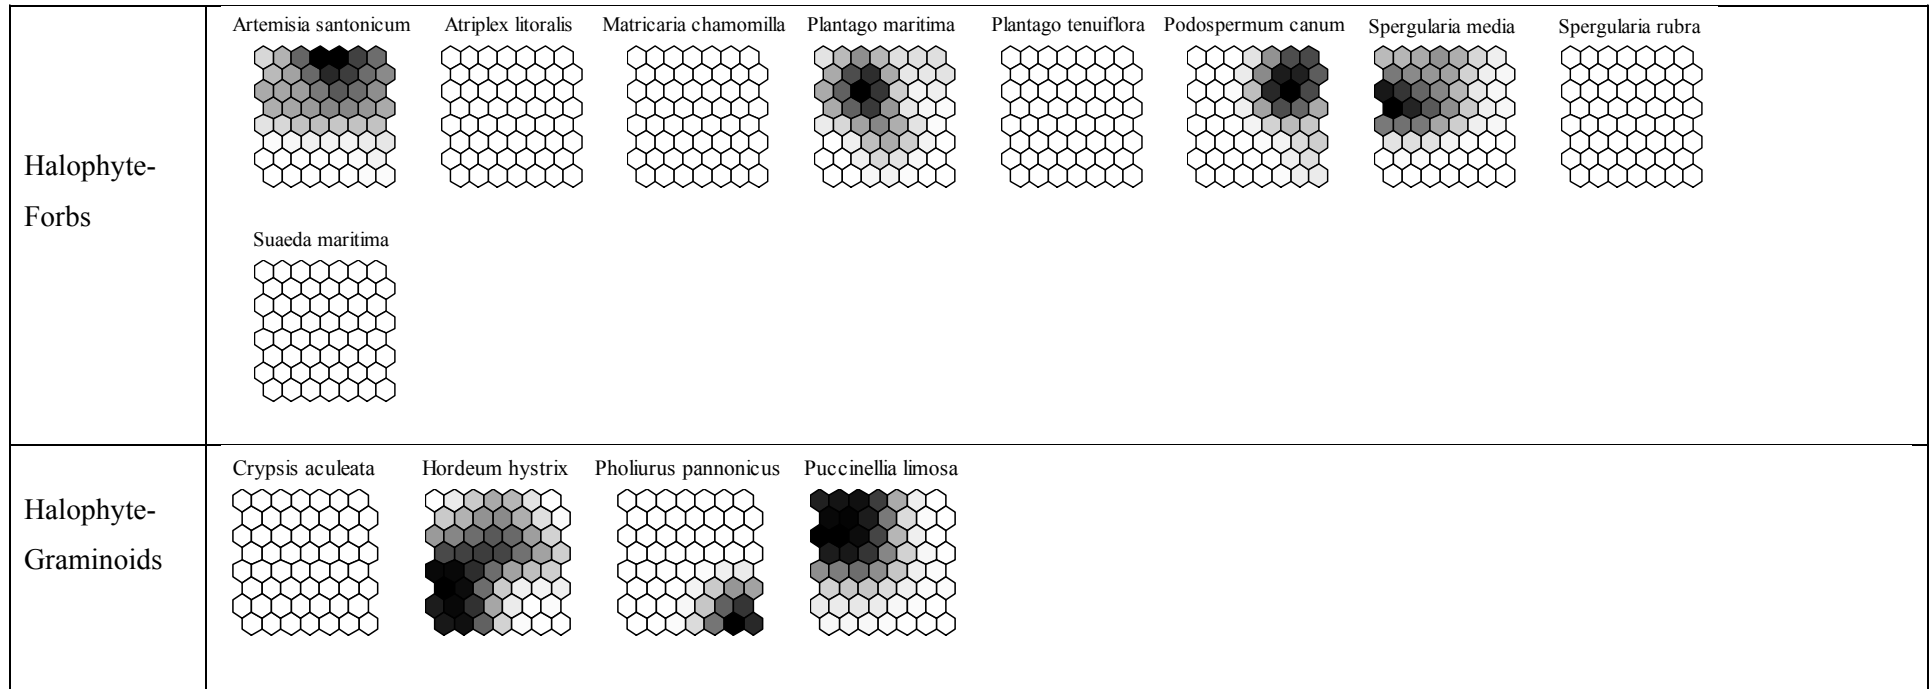 Halophyte-
Forbs
Artemisia santonicum
Atriplex litoralis
Matricaria chamomilla
Plantago maritima
Plantago tenuiflora
Podospermum canum
Spergularia media
Spergularia rubra
Suaeda maritima
Halophyte-
Graminoids
Crypsis aculeata
Hordeum hystrix
Pholiurus pannonicus
Puccinellia limosa